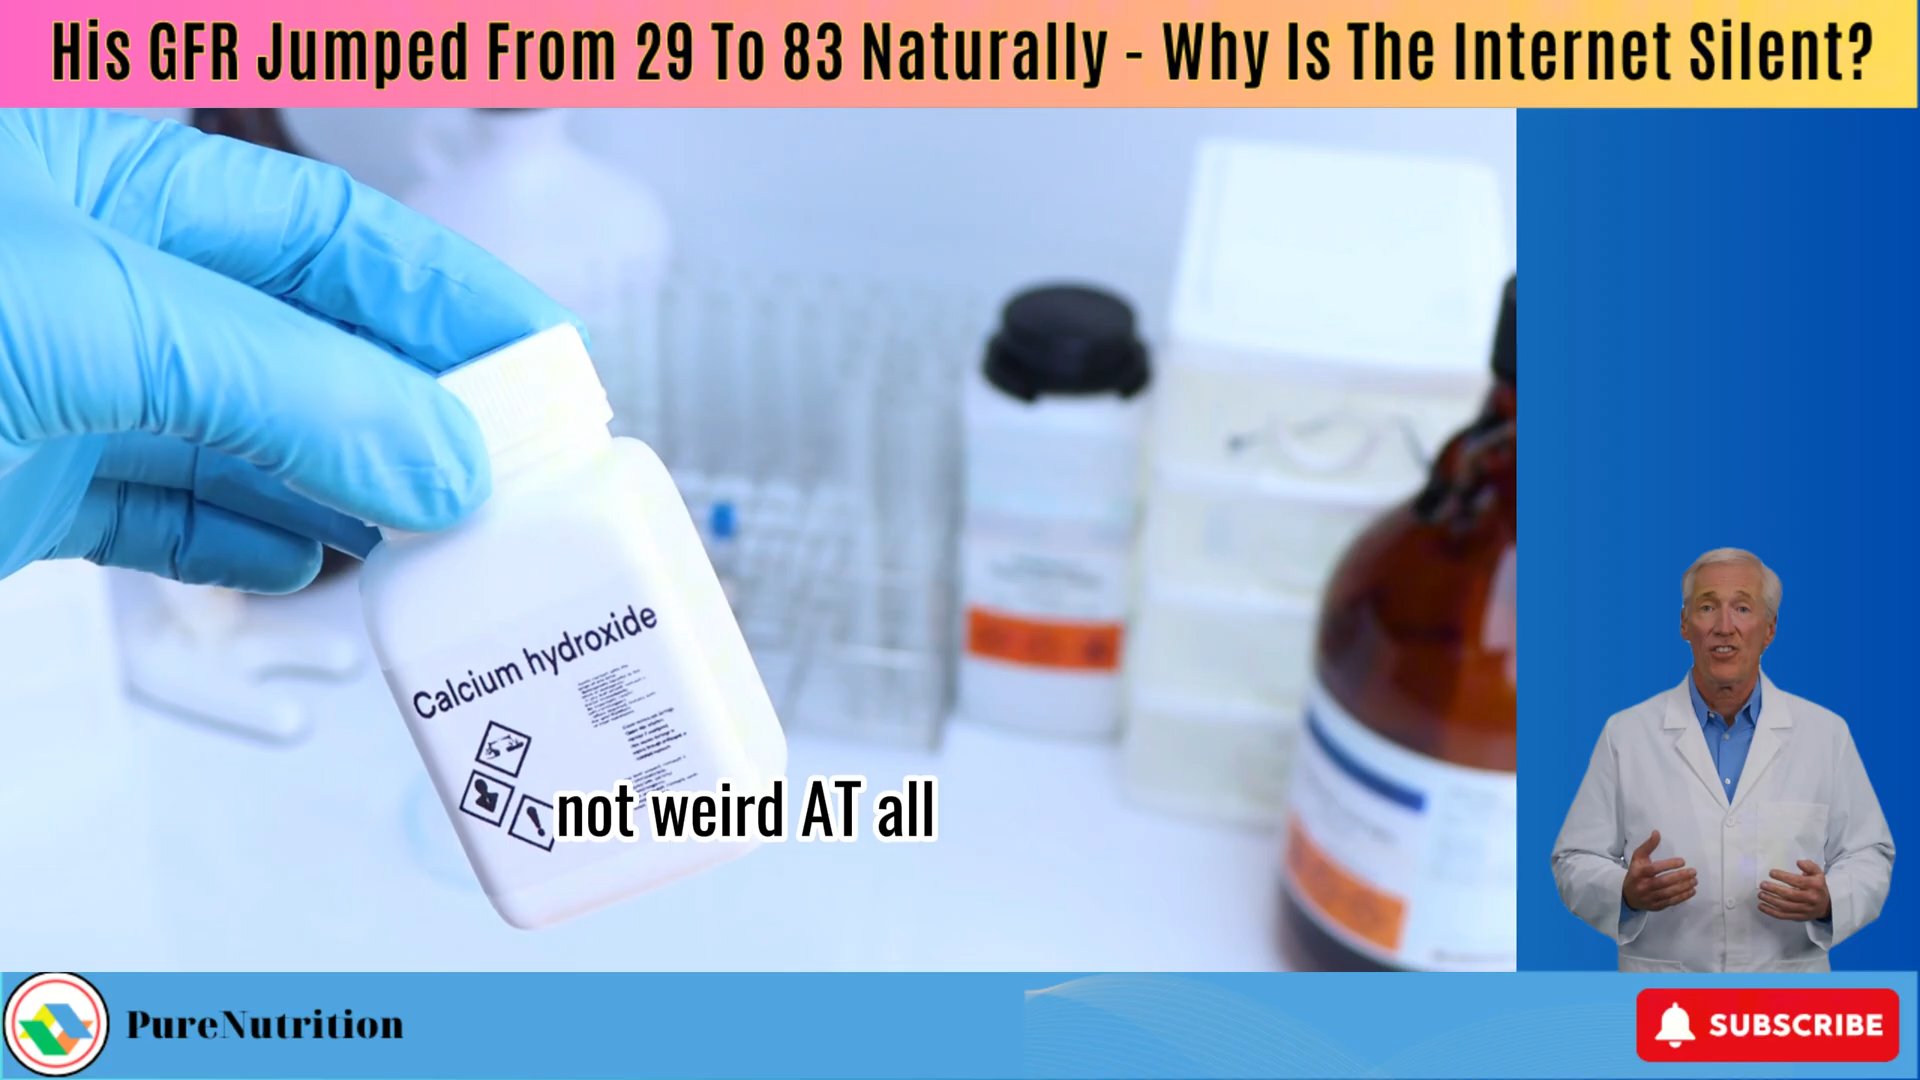 His GFR Jumped From 29 To 83 Naturally - Why Is The Internet Silent?
Calcium hydroxide
not weird AT all
PureNutrition
SUBSCRIBE